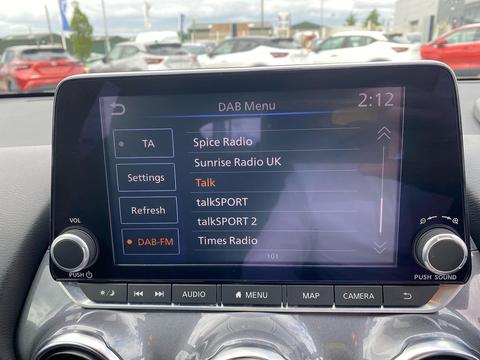 DAB Menu
2:12
TA
Settings
Refresh
DAB-FM
Spice Radio
Sunrise Radio UK
Talk
talkSPORT
talkSPORT 2
Times Radio
101
VOL
PUSH
PUSH SOUND
AUDIO
MENU
MAP
CAMERA